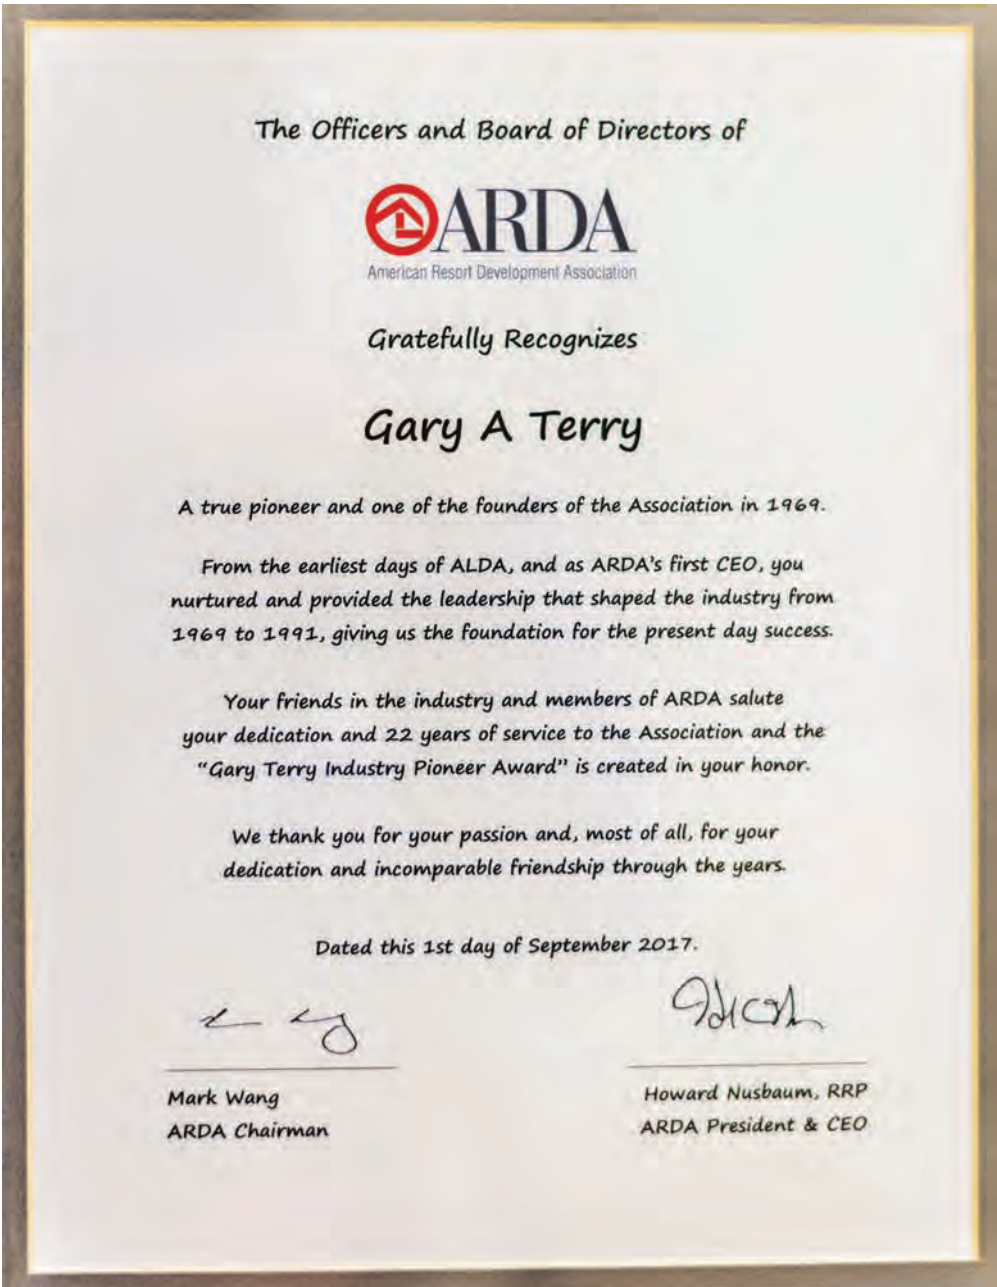 The Officers and Board of Directors of
ARDA
American Resort Development Association
Gratefully Recognizes
Gary A Terry
A true pioneer and one of the founders of the Association in 1969.
From the earliest days of ALDA, and as ARDA's first CEO, you
nurtured and provided the leadership that shaped the industry from
1969 to 1991, giving us the foundation for the present day success.
Your friends in the industry and members of ARDA salute
your dedication and 22 years of service to the Association and the
"Gary Terry Industry Pioneer Award" is created in your honor.
We thank you for your passion and, most of all, for your
dedication and incomparable friendship through the years.
Dated this 1st day of September 2017.
Mark Wang
ARDA Chairman
Howard Nusbaum, RRP
ARDA President & CEO